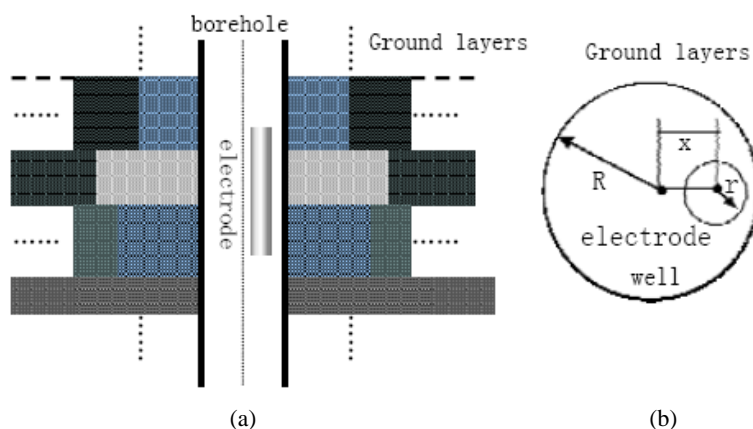 borehole
Ground layers
electrode
(a)
Ground layers
x
R
r
electrode
well
(b)